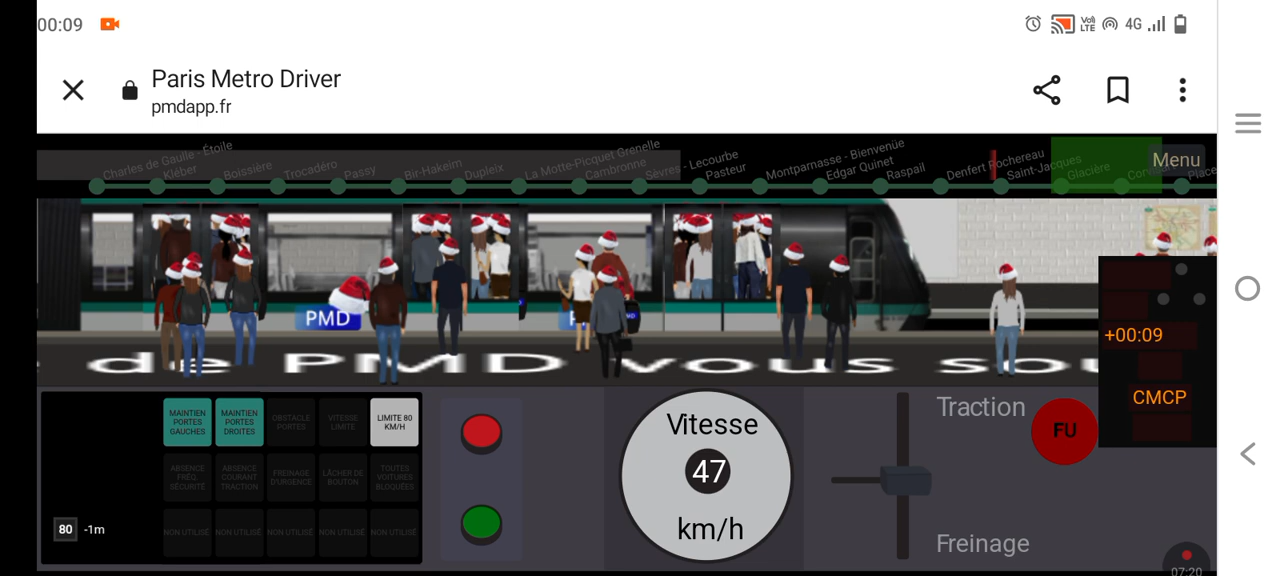 00:09
Vo)) LTE 4G
Paris Metro Driver
pmdapp.fr
Charles de Gaulle - Étoile
Kléber
Boissière
Trocadéro
Passy
Bir-Hakeim
Dupleix
La Motte-Picquet Grenelle
Cambronne
Sèvres - Lecourbe
Pasteur
Montparnasse - Bienvenüe
Edgar Quinet
Raspail
Denfert Rochereau
Saint-Jacques
Glacière
Menu
PMD
de PMD vous
+00:09
CMCP
MAINTIEN PORTES GAUCHES
MAINTIEN PORTES DROITES
OBSTACLE PORTES
VITESSE LIMITE
LIMITE 80 KM/H
ABSENCE FRÉQ. SÉCURITÉ
ABSENCE COURANT TRACTION
FREINAGE D'URGENCE
LÂCHER DE BOUTON
TOUTES VOITURES BLOQUÉES
NON UTILISÉ
NON UTILISÉ
NON UTILISÉ
NON UTILISÉ
NON UTILISÉ
80 -1m
Vitesse
47
km/h
Traction
FU
Freinage
07:20